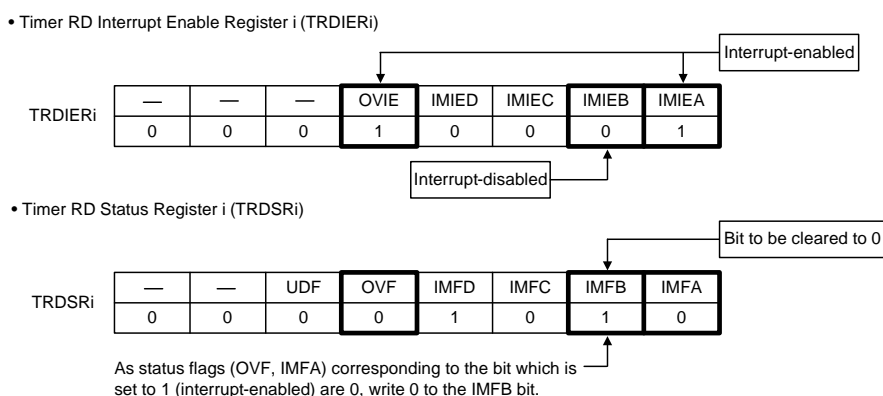 • Timer RD Interrupt Enable Register i (TRDIERi)
Interrupt-enabled
TRDIERi
— — — OVIE IMIED IMIEC IMIEB IMIEA
0 0 0 1 0 0 0 1
Interrupt-disabled
• Timer RD Status Register i (TRDSRi)
Bit to be cleared to 0
TRDSRi
— — UDF OVF IMFD IMFC IMFB IMFA
0 0 0 0 1 0 1 0
As status flags (OVF, IMFA) corresponding to the bit which is
set to 1 (interrupt-enabled) are 0, write 0 to the IMFB bit.